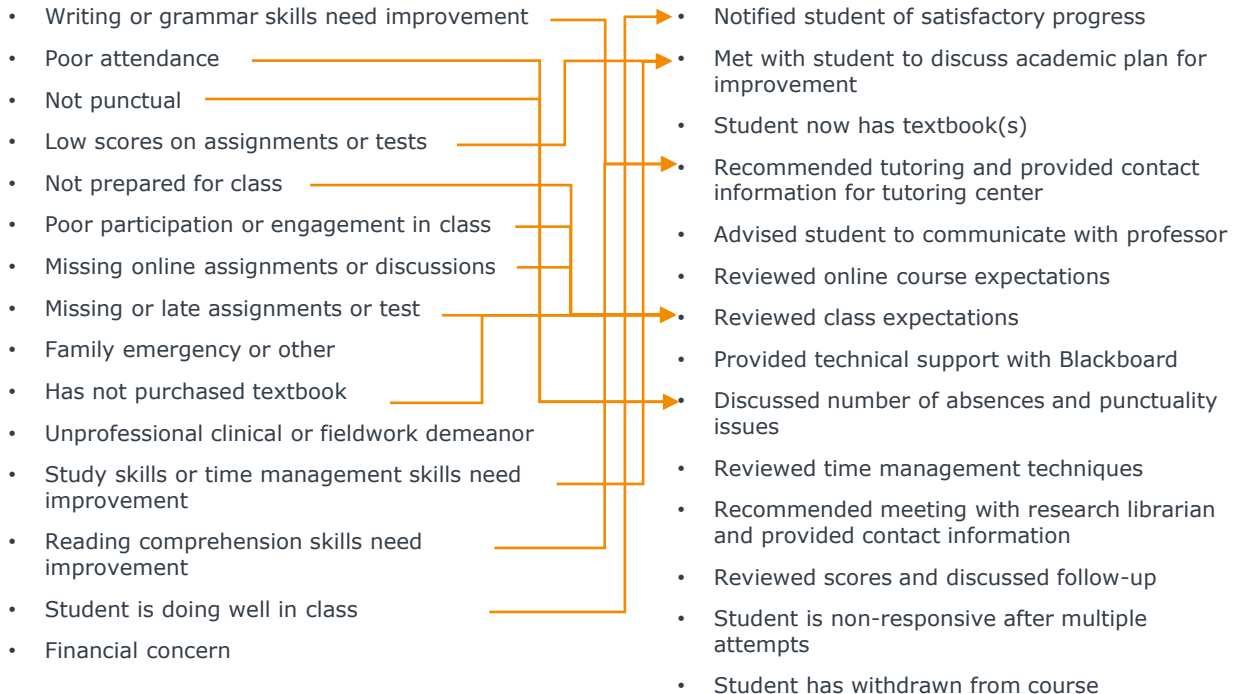 • Writing or grammar skills need improvement
• Poor attendance
• Not punctual
• Low scores on assignments or tests
• Not prepared for class
• Poor participation or engagement in class
• Missing online assignments or discussions
• Missing or late assignments or test
• Family emergency or other
• Has not purchased textbook
• Unprofessional clinical or fieldwork demeanor
• Study skills or time management skills need
improvement
• Reading comprehension skills need
improvement
• Student is doing well in class
• Financial concern
• Notified student of satisfactory progress
• Met with student to discuss academic plan for
improvement
• Student now has textbook(s)
• Recommended tutoring and provided contact
information for tutoring center
• Advised student to communicate with professor
• Reviewed online course expectations
• Reviewed class expectations
• Provided technical support with Blackboard
• Discussed number of absences and punctuality
issues
• Reviewed time management techniques
• Recommended meeting with research librarian
and provided contact information
• Reviewed scores and discussed follow-up
• Student is non-responsive after multiple
attempts
• Student has withdrawn from course